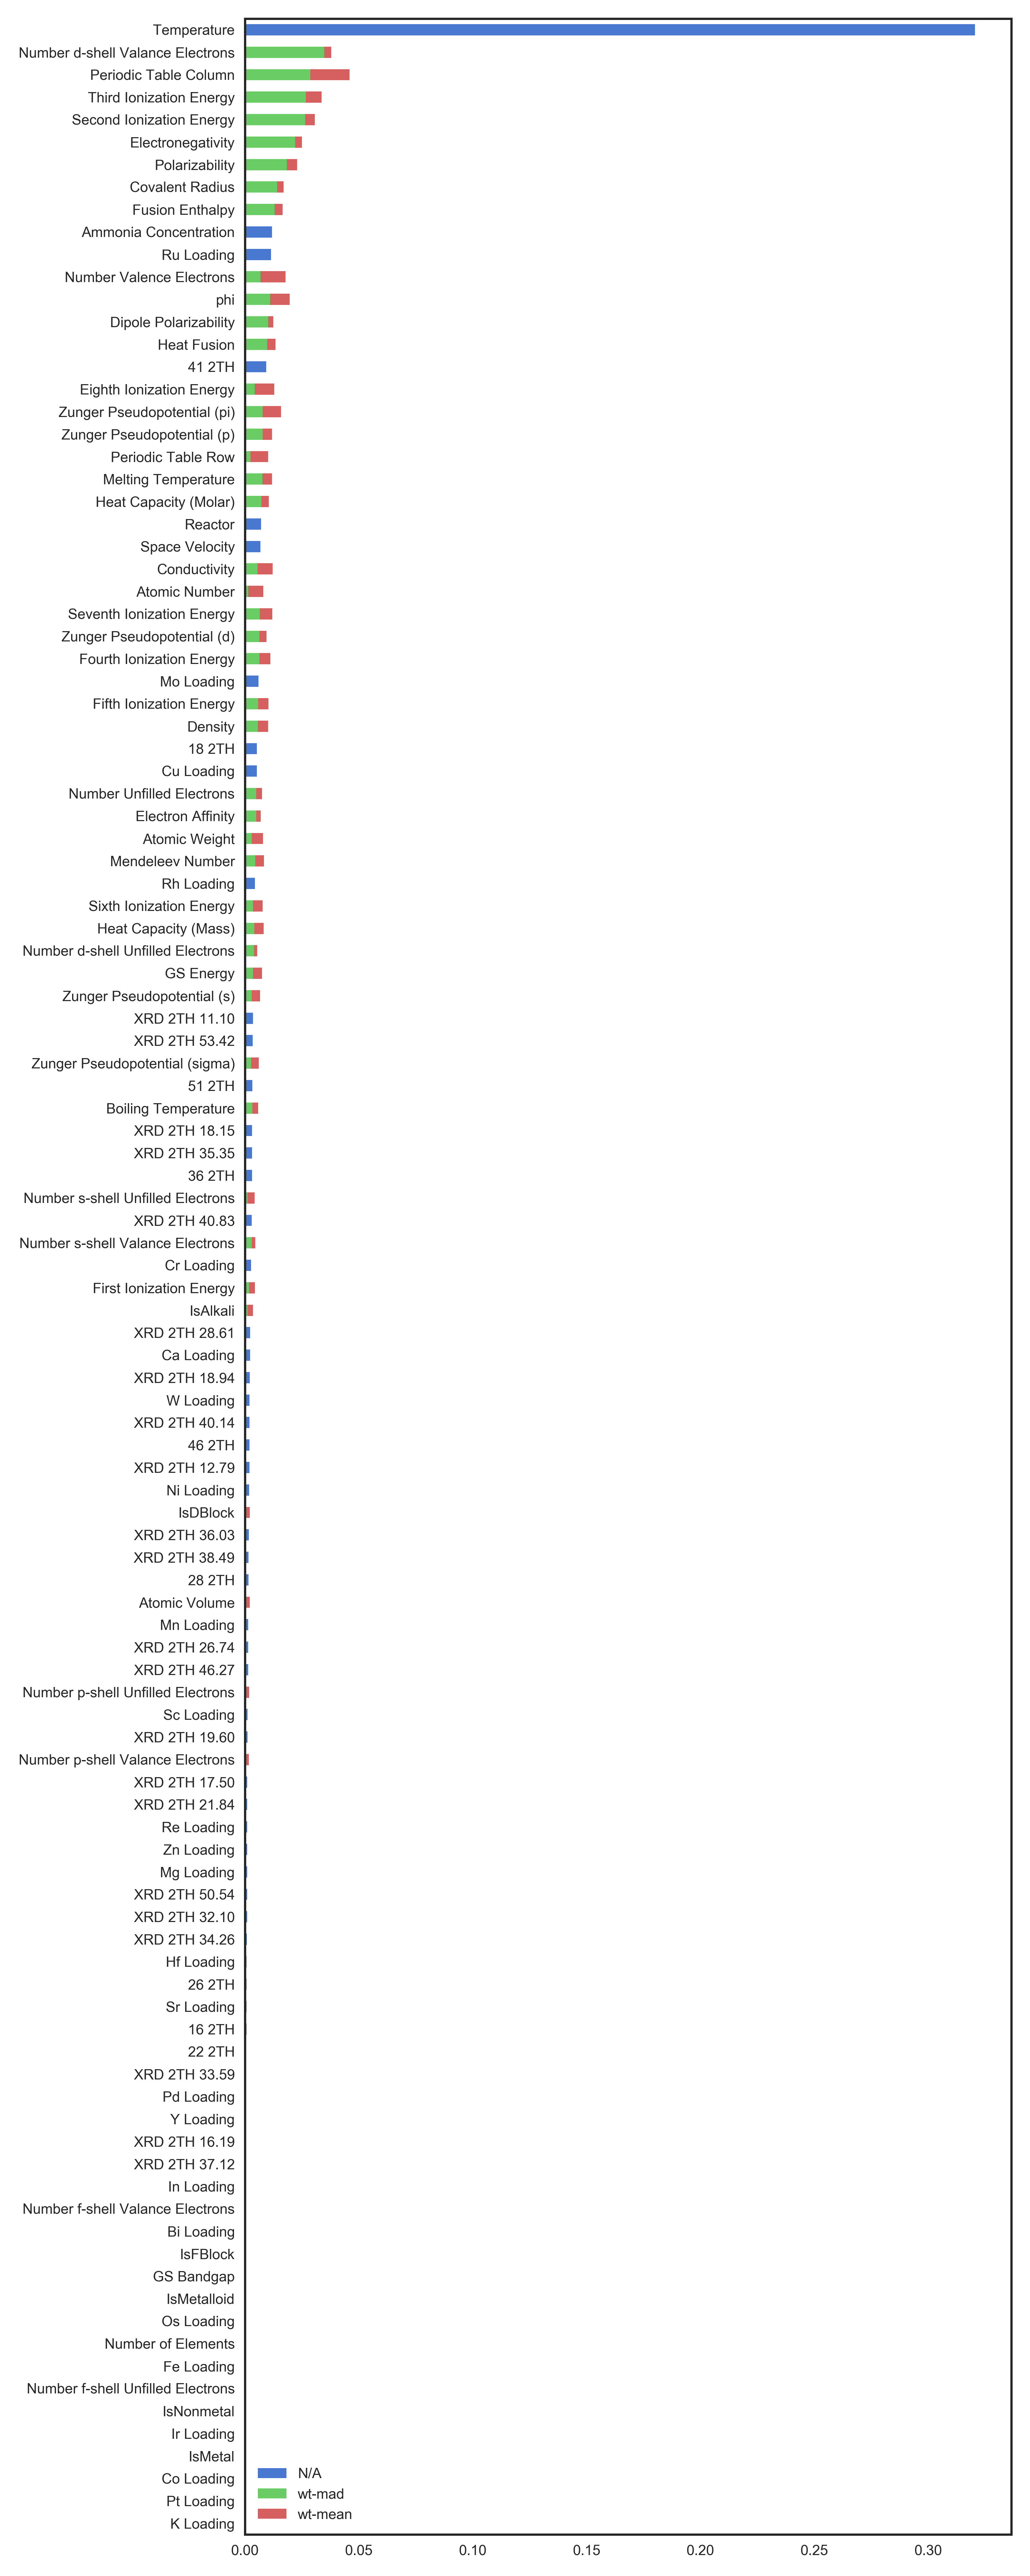 Temperature
Number d-shell Valance Electrons
Periodic Table Column
Third Ionization Energy
Second Ionization Energy
Electronegativity
Polarizability
Covalent Radius
Fusion Enthalpy
Ammonia Concentration
Ru Loading
Number Valence Electrons
phi
Dipole Polarizability
Heat Fusion
41 2TH
Eighth Ionization Energy
Zunger Pseudopotential (pi)
Zunger Pseudopotential (p)
Periodic Table Row
Melting Temperature
Heat Capacity (Molar)
Reactor
Space Velocity
Conductivity
Atomic Number
Seventh Ionization Energy
Zunger Pseudopotential (d)
Fourth Ionization Energy
Mo Loading
Fifth Ionization Energy
Density
18 2TH
Cu Loading
Number Unfilled Electrons
Electron Affinity
Atomic Weight
Mendeleev Number
Rh Loading
Sixth Ionization Energy
Heat Capacity (Mass)
Number d-shell Unfilled Electrons
GS Energy
Zunger Pseudopotential (s)
XRD 2TH 11.10
XRD 2TH 53.42
Zunger Pseudopotential (sigma)
51 2TH
Boiling Temperature
XRD 2TH 18.15
XRD 2TH 35.35
36 2TH
Number s-shell Unfilled Electrons
XRD 2TH 40.83
Number s-shell Valance Electrons
Cr Loading
First Ionization Energy
IsAlkali
XRD 2TH 28.61
Ca Loading
XRD 2TH 18.94
W Loading
XRD 2TH 40.14
46 2TH
XRD 2TH 12.79
Ni Loading
IsDBlock
XRD 2TH 36.03
XRD 2TH 38.49
28 2TH
Atomic Volume
Mn Loading
XRD 2TH 26.74
XRD 2TH 46.27
Number p-shell Unfilled Electrons
Sc Loading
XRD 2TH 19.60
Number p-shell Valance Electrons
XRD 2TH 17.50
XRD 2TH 21.84
Re Loading
Zn Loading
Mg Loading
XRD 2TH 50.54
XRD 2TH 32.10
XRD 2TH 34.26
Hf Loading
26 2TH
Sr Loading
16 2TH
22 2TH
XRD 2TH 33.59
Pd Loading
Y Loading
XRD 2TH 16.19
XRD 2TH 37.12
In Loading
Number f-shell Valance Electrons
Bi Loading
IsFBlock
GS Bandgap
IsMetalloid
Os Loading
Number of Elements
Fe Loading
Number f-shell Unfilled Electrons
IsNonmetal
Ir Loading
IsMetal
Co Loading
Pt Loading
K Loading
N/A
wt-mad
wt-mean
0.00 0.05 0.10 0.15 0.20 0.25 0.30